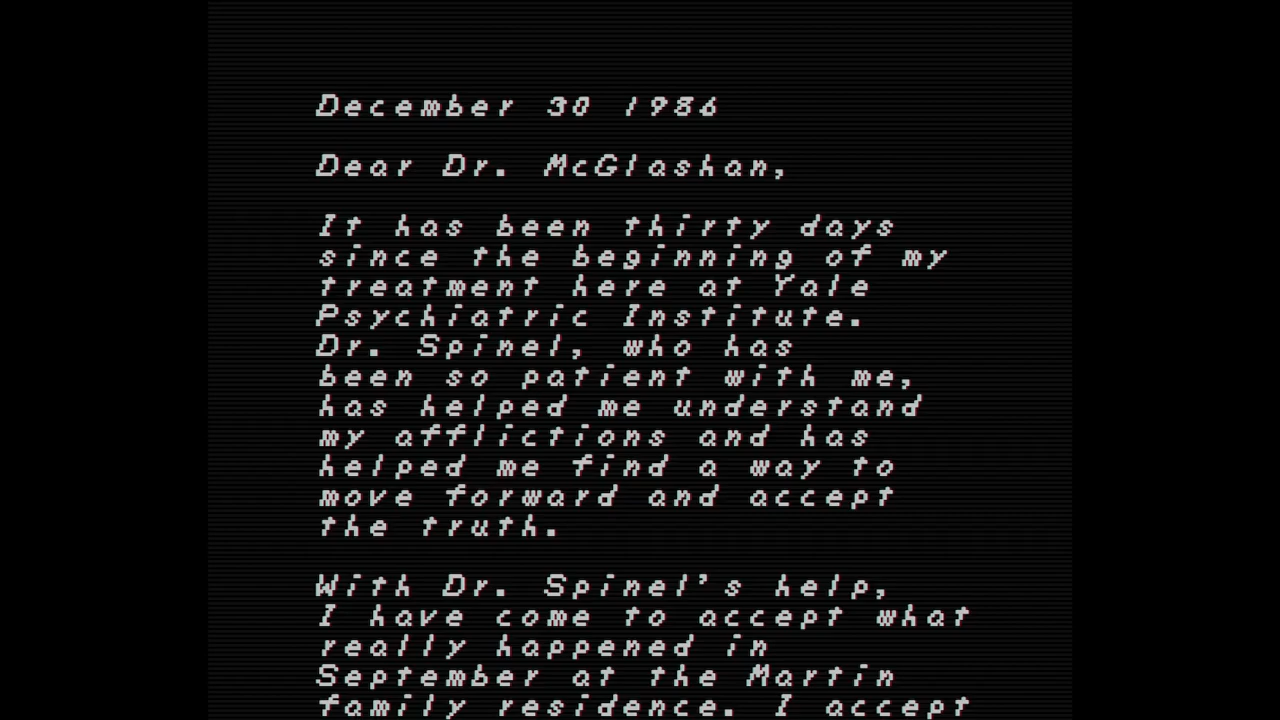 December 30 1986
Dear Dr. McGlashan,
It has been thirty days
since the beginning of my
treatment here at Yale
Psychiatric Institute.
Dr. Spinel, who has
been so patient with me,
has helped me understand
my afflictions and has
helped me find a way to
move forward and accept
the truth.
With Dr. Spinel's help,
I have come to accept what
really happened in
September at the Martin
family residence. I accept